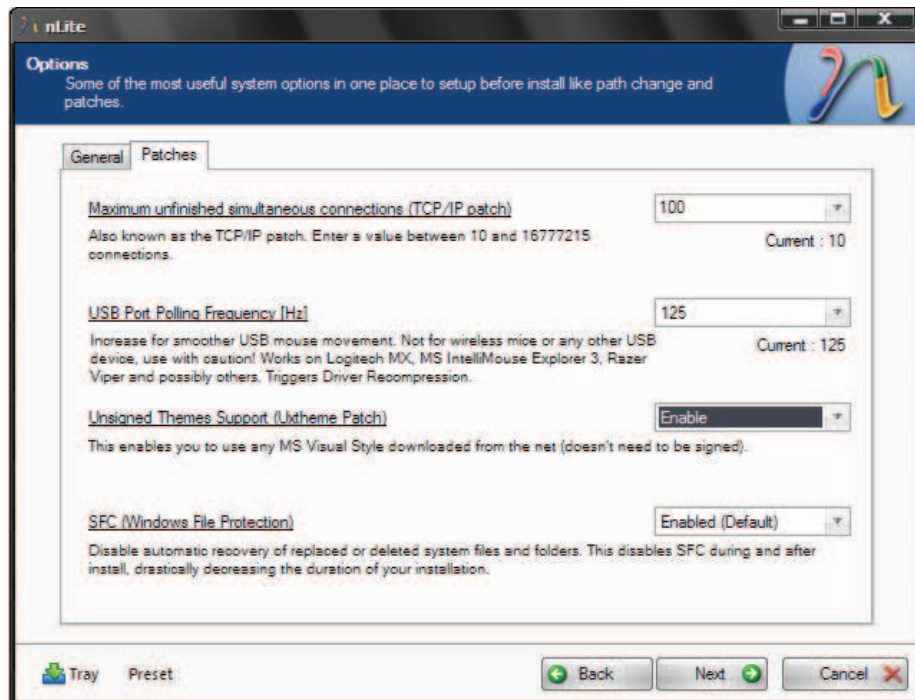 nLite
Options
Some of the most useful system options in one place to setup before install like path change and
patches.
General
Patches
Maximum unfinished simultaneous connections (TCP/IP patch)
100
Also known as the TCP/IP patch. Enter a value between 10 and 16777215
connections.
Current : 10
USB Port Polling Frequency [Hz]
125
Increase for smoother USB mouse movement. Not for wireless mice or any other USB
device, use with caution! Works on Logitech MX, MS IntelliMouse Explorer 3, Razer
Viper and possibly others. Triggers Driver Recompression.
Current : 125
Unsigned Themes Support (Uxtheme Patch)
Enable
This enables you to use any MS Visual Style downloaded from the net (doesn't need to be signed).
SFC (Windows File Protection)
Enabled (Default)
Disable automatic recovery of replaced or deleted system files and folders. This disables SFC during and after
install, drastically decreasing the duration of your installation.
Tray
Preset
Back
Next
Cancel